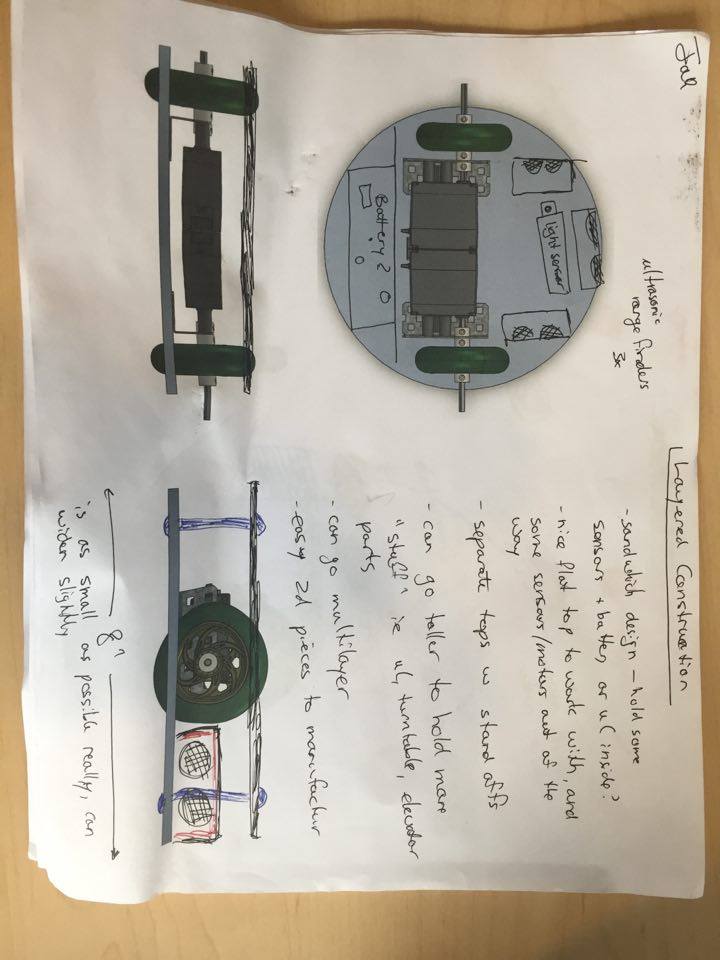 ultrasonic
range finders
3x
light sensor
Battery?
Layered Construction
- sandwhich design - hold some
sensors + batter, or uC inside?
- nice flat top to work with, and
some sensors/motors out of the
way
- separate tops w stand offs
- can go taller to hold more
"stuff" ie uC, turntable, elevator
parts
- can go multilayer
- easy 2d pieces to manufactur
8"
is as small as possible really, can
widen slightly